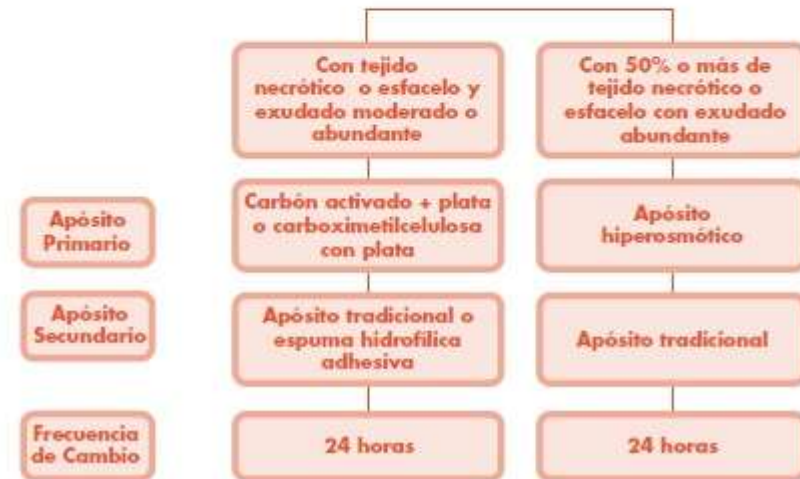 Con tejido
necrótico o esfacelo y
exudado moderado o
abundante
Con 50% o más de
tejido necrótico o
esfacelo con exudado
abundante
Apósito
Primario
Carbón activado + plata
o carboximetilcelulosa
con plata
Apósito
hiperosmótico
Apósito
Secundario
Apósito tradicional o
espuma hidrofílica
adhesiva
Apósito tradicional
Frecuencia
de Cambio
24 horas
24 horas